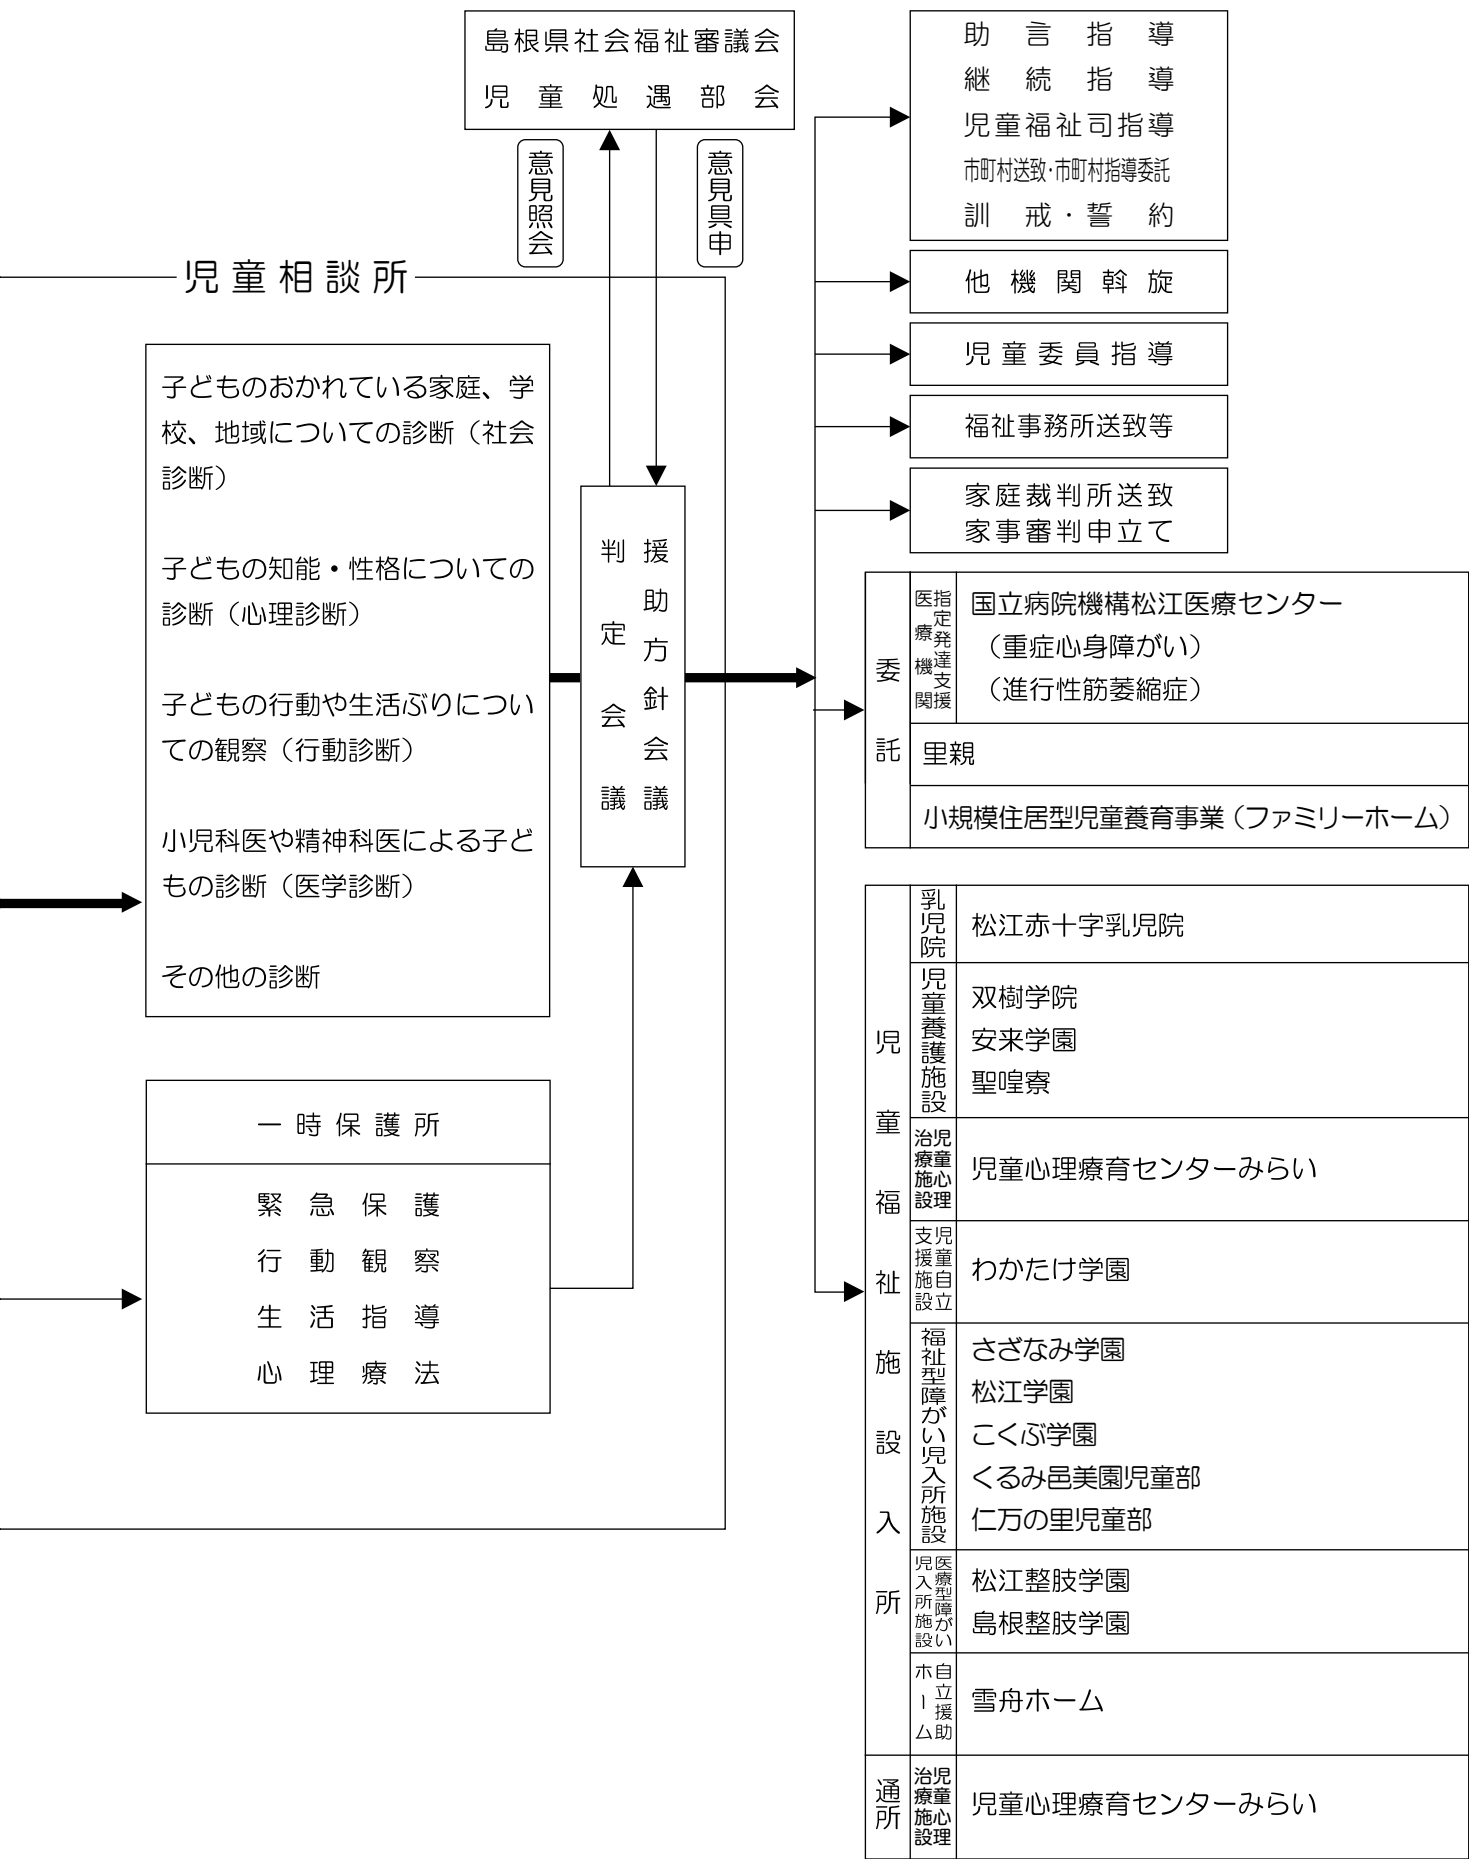 島根県社会福祉審議会
児童処遇部会
意見照会
意見具申
児童相談所
子どものおかれている家庭、学
校、地域についての診断（社会
診断）
子どもの知能・性格についての
診断（心理診断）
子どもの行動や生活ぶりについ
ての観察（行動診断）
小児科医や精神科医による子ど
もの診断（医学診断）
その他の診断
一時保護所
緊急保護
行動観察
生活指導
心理療法
援助方針会議
判定会議
助言指導
継続指導
児童福祉司指導
市町村送致・市町村指導委託
訓戒・誓約
他機関斡旋
児童委員指導
福祉事務所送致等
家庭裁判所送致
家事審判申立て
委託
指定発達支援
医療機関
国立病院機構松江医療センター
（重症心身障がい）
（進行性筋萎縮症）
里親
小規模住居型児童養育事業（ファミリーホーム）
児童福祉施設入所
乳児院
松江赤十字乳児院
児童養護施設
双樹学院
安来学園
聖喤寮
児童心理
治療施設
児童心理療育センターみらい
児童自立
支援施設
わかたけ学園
福祉型障がい児入所施設
さざなみ学園
松江学園
こくぶ学園
くるみ邑美園児童部
仁万の里児童部
医療型障がい
児入所施設
松江整肢学園
島根整肢学園
自立援助
ホーム
雪舟ホーム
通所
児童心理
治療施設
児童心理療育センターみらい